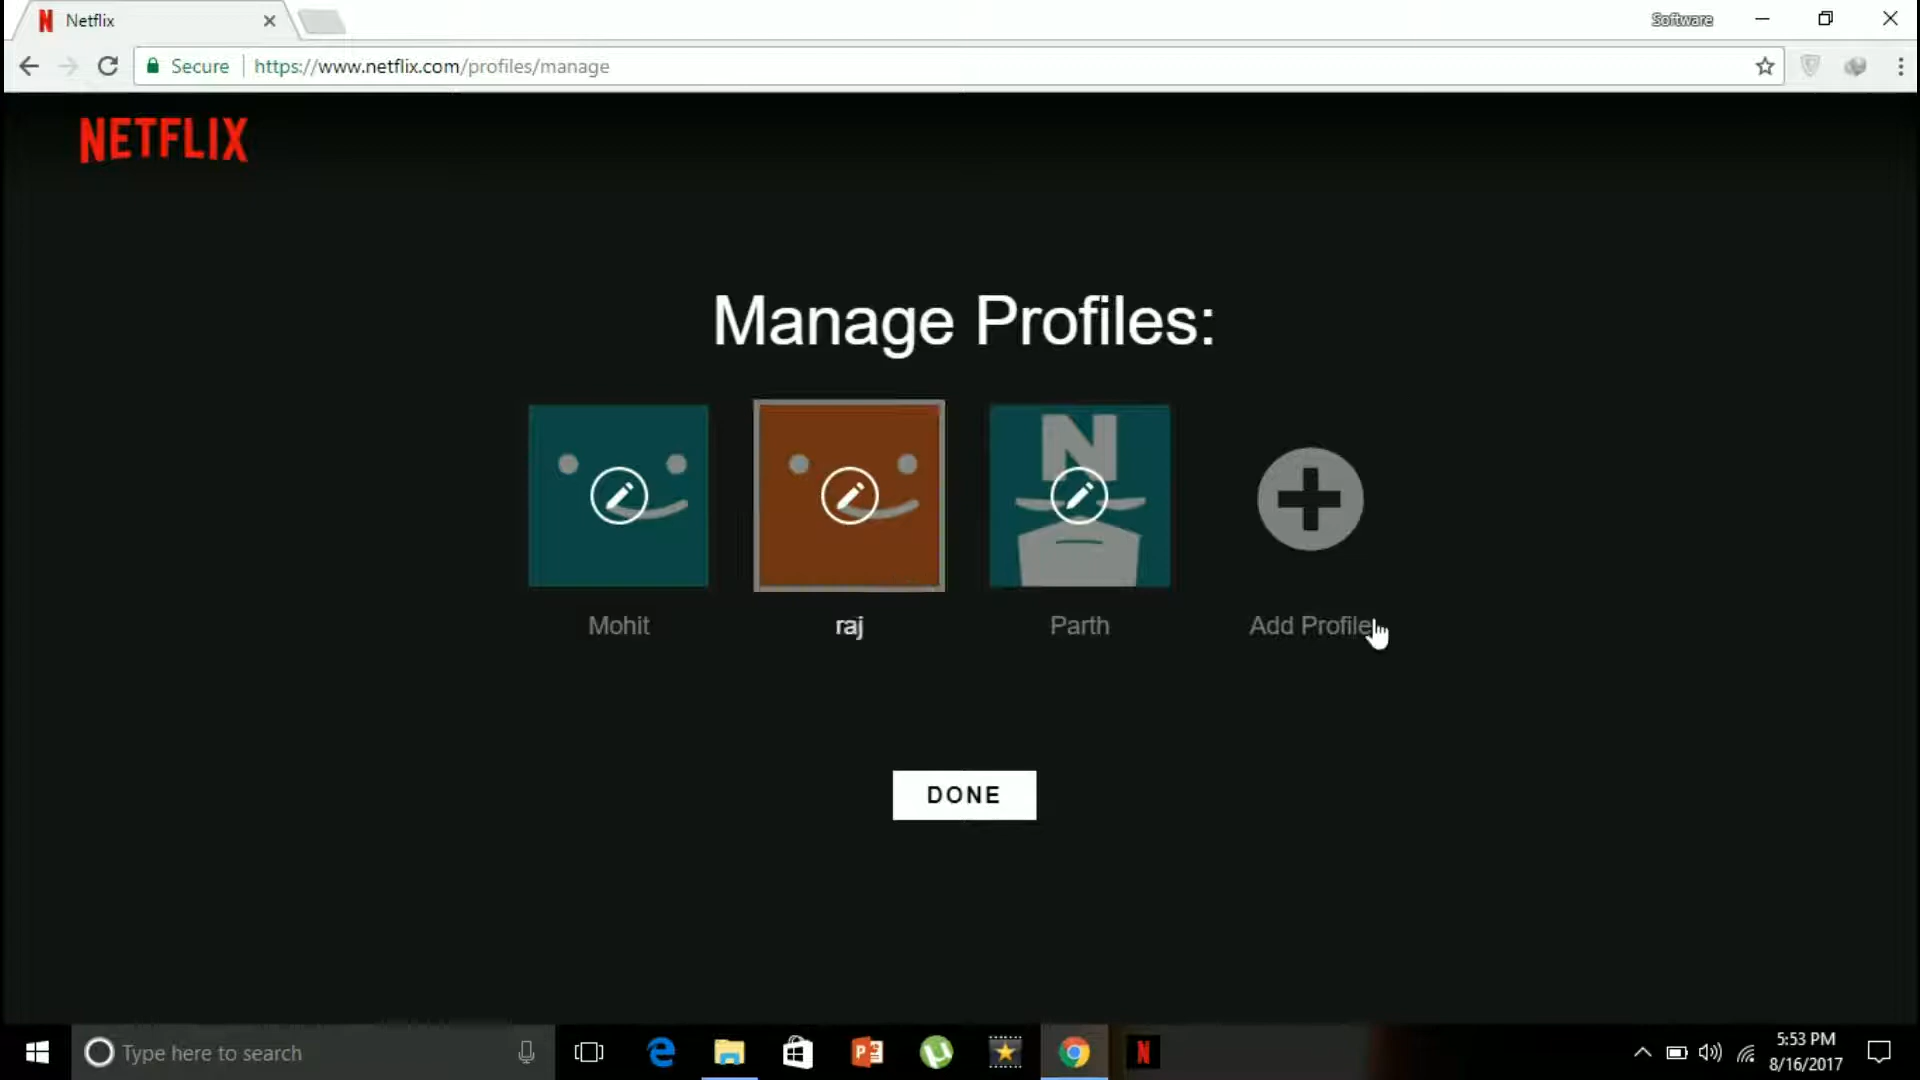 Netflix
Software
Secure
https://www.netflix.com/profiles/manage
NETFLIX
Manage Profiles:
N
Mohit
raj
Parth
Add Profile
DONE
Type here to search
5:53 PM
8/16/2017